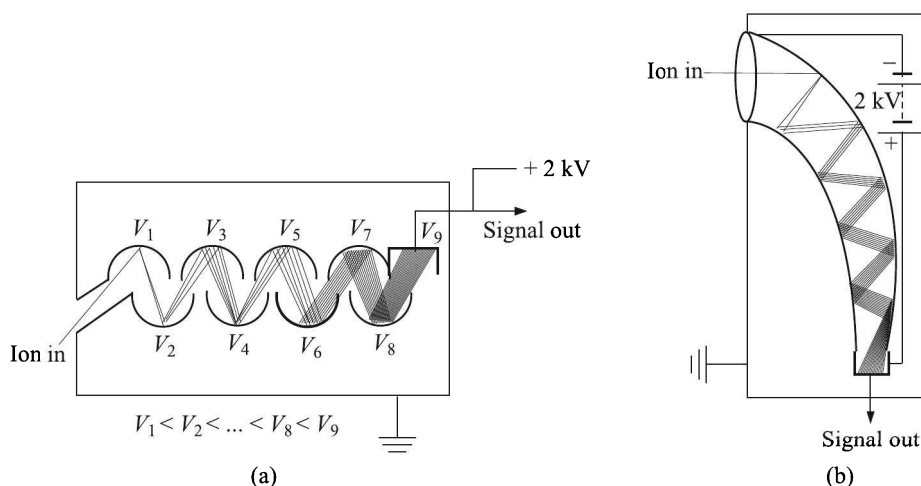 + 2 kV
Signal out
V₁ V₃ V₅ V₇ V₉
Ion in
V₂ V₄ V₆ V₈
V₁ < V₂ < ... < V₈ < V₉
(a)
Ion in
−
2 kV
+
Signal out
(b)